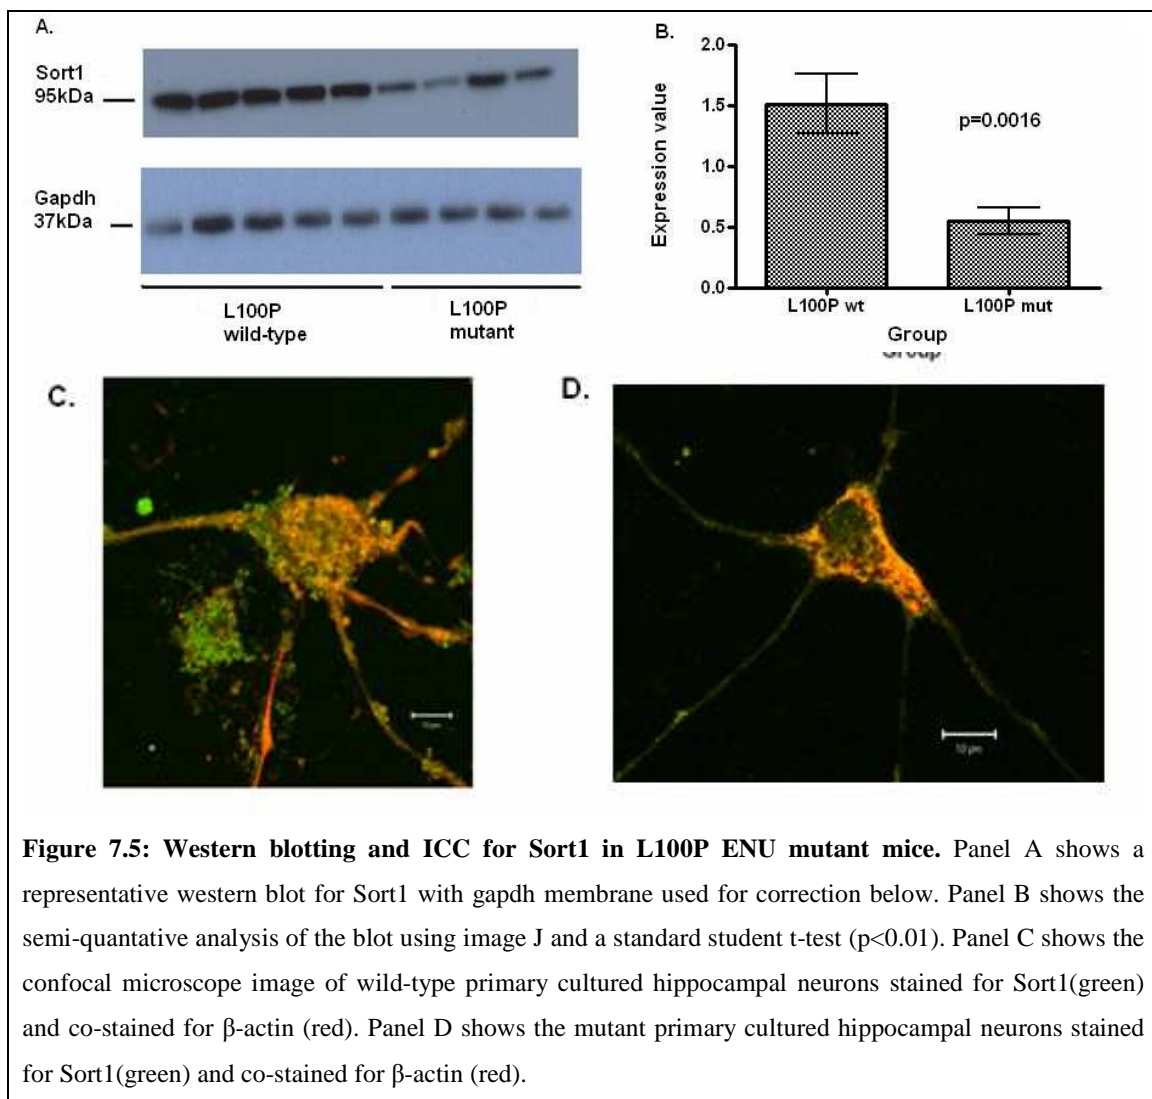 A.
Sort1
95kDa
Gapdh
37kDa
L100P
wild-type
L100P
mutant
B.
2.0
1.5
1.0
0.5
0.0
Expression value
p=0.0016
L100P wt
L100P mut
Group
Group
C.
D.
10 µm
Figure 7.5: Western blotting and ICC for Sort1 in L100P ENU mutant mice. Panel A shows a
representative western blot for Sort1 with gapdh membrane used for correction below. Panel B shows the
semi-quantative analysis of the blot using image J and a standard student t-test (p<0.01). Panel C shows the
confocal microscope image of wild-type primary cultured hippocampal neurons stained for Sort1(green)
and co-stained for β-actin (red). Panel D shows the mutant primary cultured hippocampal neurons stained
for Sort1(green) and co-stained for β-actin (red).